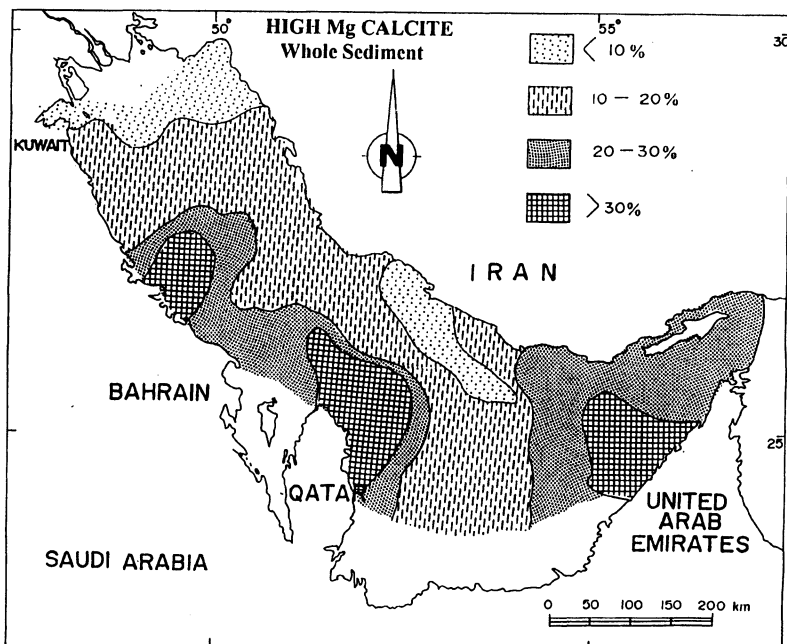 50°
HIGH Mg CALCITE
Whole Sediment
55°
30
< 10%
10 – 20%
20 – 30%
> 30%
N
KUWAIT
IRAN
BAHRAIN
25
QATAR
UNITED
ARAB
EMIRATES
SAUDI ARABIA
0 50 100 150 200 km